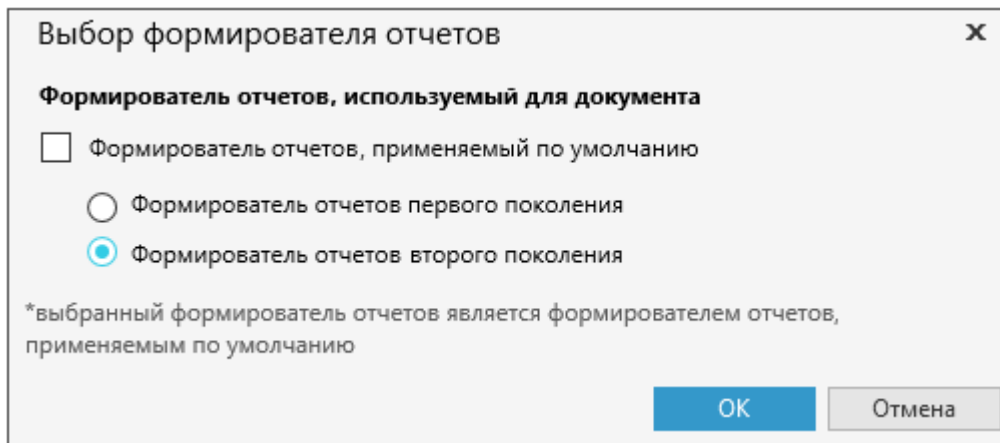 Выбор формирователя отчетов
Формирователь отчетов, используемый для документа
Формирователь отчетов, применяемый по умолчанию
Формирователь отчетов первого поколения
Формирователь отчетов второго поколения
*выбранный формирователь отчетов является формирователем отчетов,
применяемым по умолчанию
ОК
Отмена